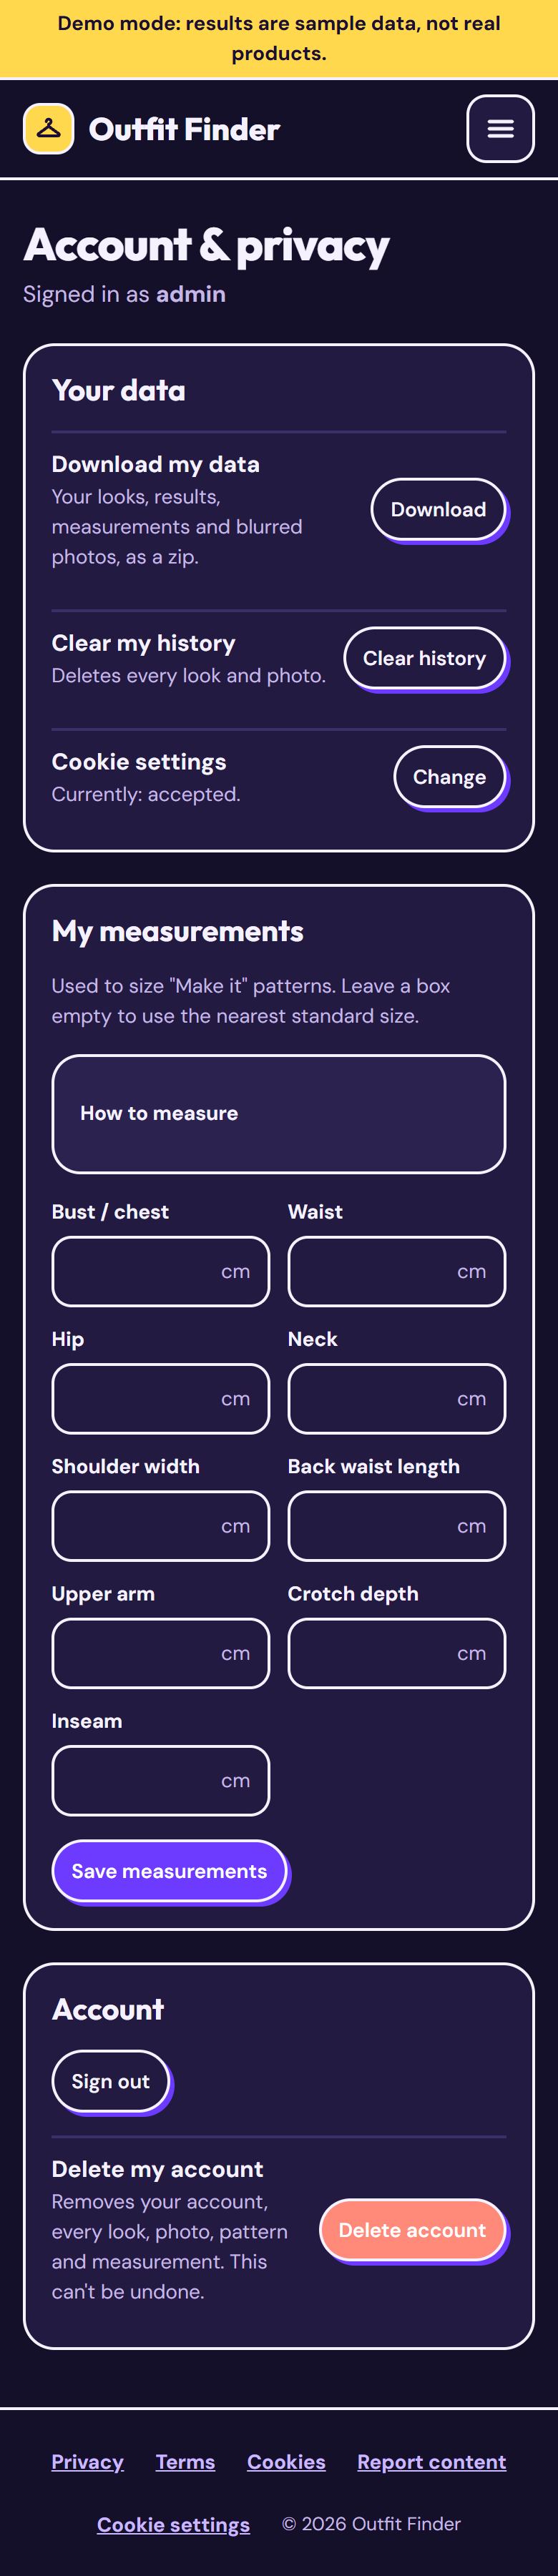 Demo mode: results are sample data, not real
products.
Outfit Finder
Account & privacy
Signed in as admin
Your data
Download my data
Your looks, results,
measurements and blurred
photos, as a zip.
Download
Clear my history
Deletes every look and photo.
Clear history
Cookie settings
Currently: accepted.
Change
My measurements
Used to size "Make it" patterns. Leave a box
empty to use the nearest standard size.
How to measure
Bust / chest
Waist
cm
cm
Hip
Neck
cm
cm
Shoulder width
Back waist length
cm
cm
Upper arm
Crotch depth
cm
cm
Inseam
cm
Save measurements
Account
Sign out
Delete my account
Removes your account,
every look, photo, pattern
and measurement. This
can't be undone.
Delete account
Privacy Terms Cookies Report content
Cookie settings © 2026 Outfit Finder